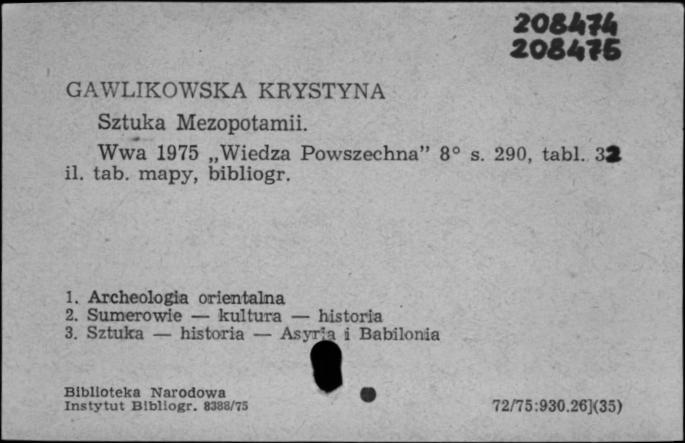 208474
208475
GAWLIKOWSKA KRYSTYNA
Sztuka Mezopotamii.
Wwa 1975 „Wiedza Powszechna” 8° s. 290, tabl. 32
il. tab. mapy, bibliogr.
1. Archeologia orientalna
2. Sumerowie — kultura — historia
3. Sztuka — historia — Asyria i Babilonia
Biblioteka Narodowa
Instytut Bibliogr. 8388/75
72/75:930.26](35)